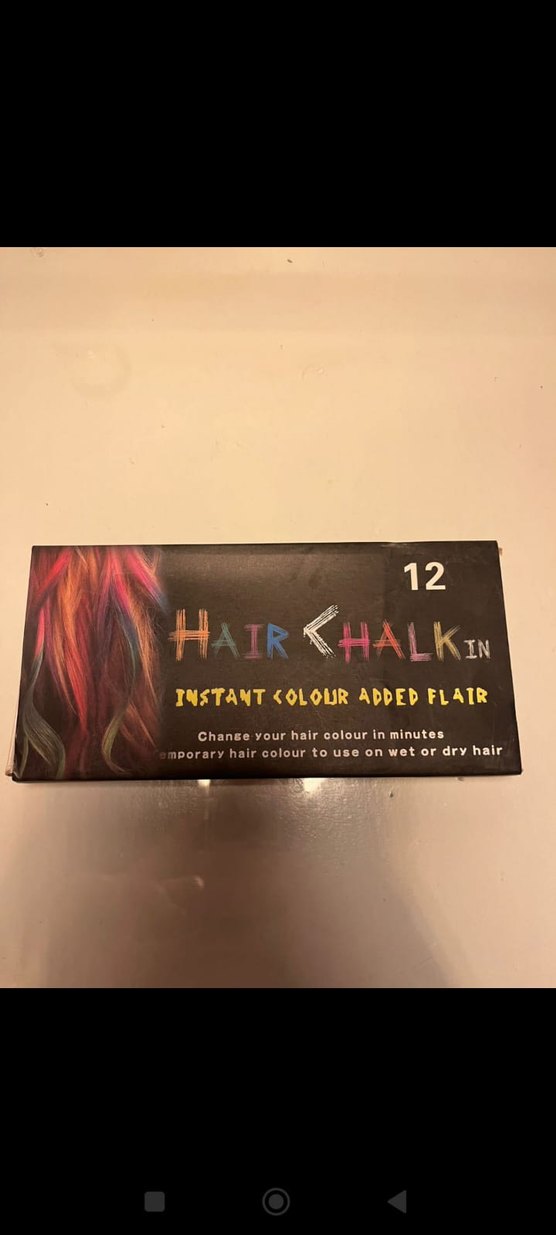 12
HAIR CHALKIN
INSTANT COLOUR ADDED FLAIR
Change your hair colour in minutes
emporary hair colour to use on wet or dry hair